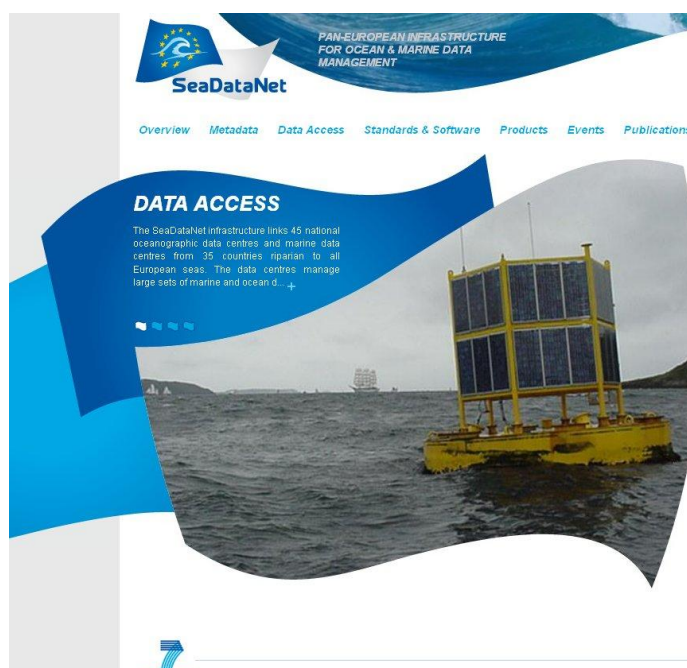 PAN-EUROPEAN INFRASTRUCTURE
FOR OCEAN & MARINE DATA
MANAGEMENT
SeaDataNet
Overview Metadata Data Access Standards & Software Products Events Publications
DATA ACCESS
The SeaDataNet infrastructure links 45 national
oceanographic data centres and marine data
centres from 35 countries riparian to all
European seas. The data centres manage
large sets of marine and ocean d... +
7